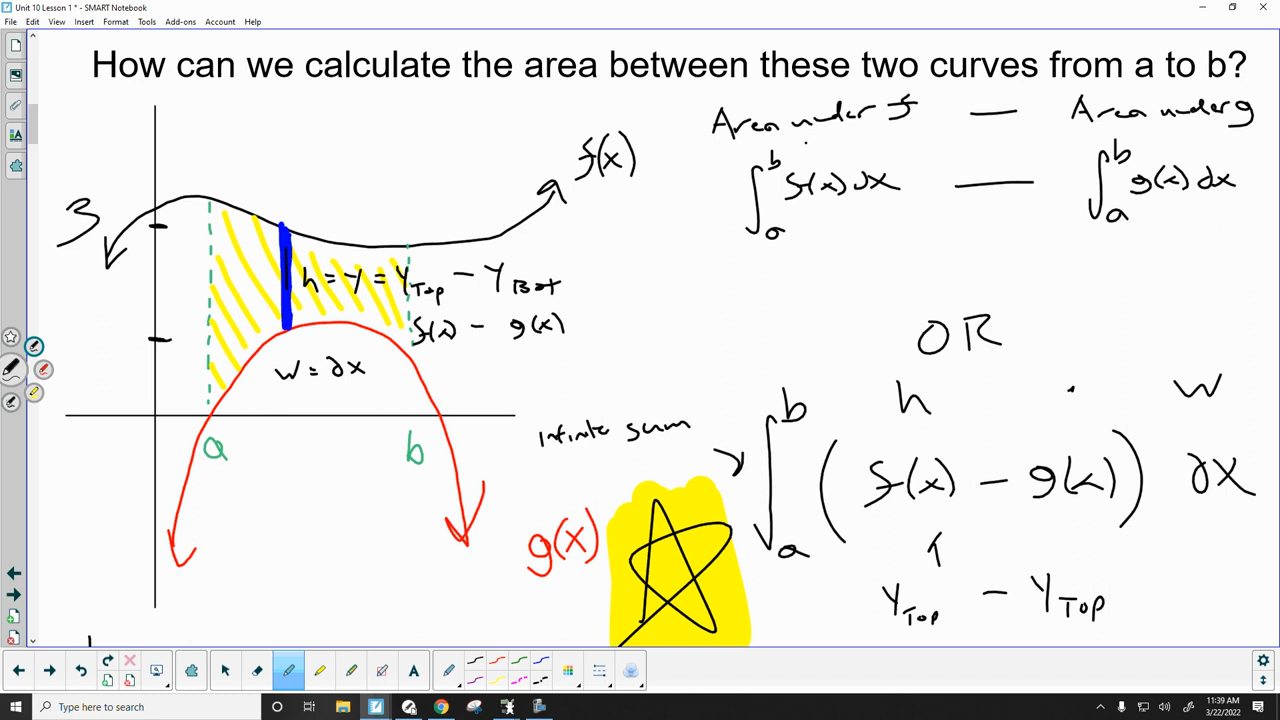 Unit 10 Lesson 1 * - SMART Notebook
File Edit View Insert Format Tools Add-ons Account Help
How can we calculate the area between these two curves from a to b?
Area under f — Area under g
∫ₐᵇ f(x) dx — ∫ₐᵇ g(x) dx
f(x)
3
h = y = Y Top - Y Bot
f(x) - g(x)
w = dx
OR
h · w
a b
Infinite sum
∫ₐᵇ (f(x) - g(x)) dx
g(x)
Y Top - Y Top
A
Type here to search
11:39 AM
3/22/2022